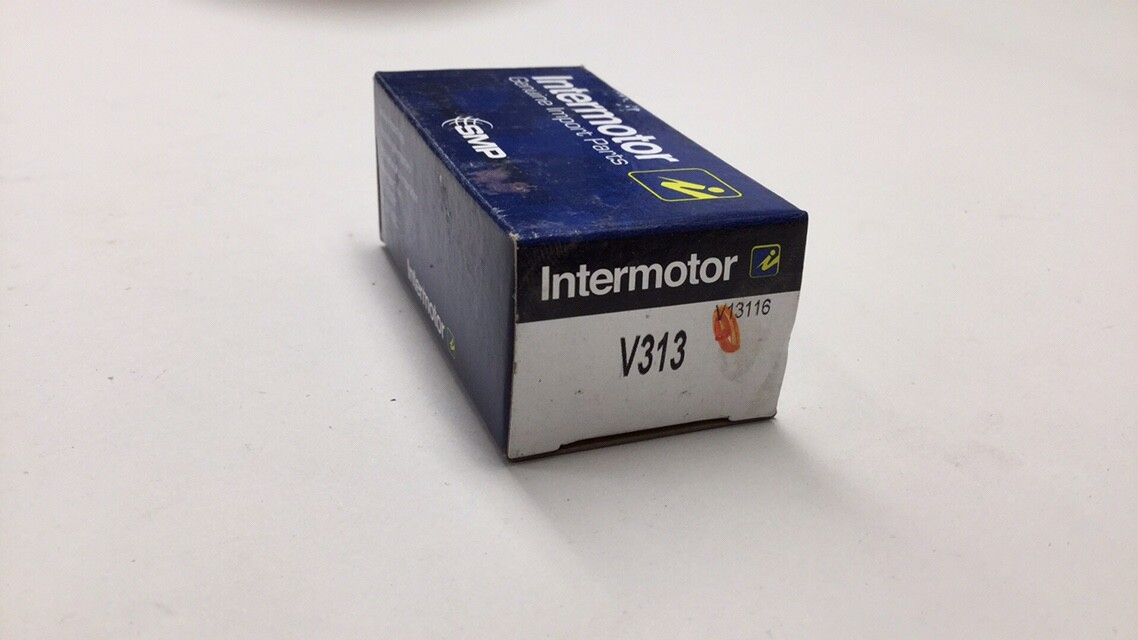 Intermotor
Genuine Import Parts
SMP
Intermotor
V13116
V313
Intermotor